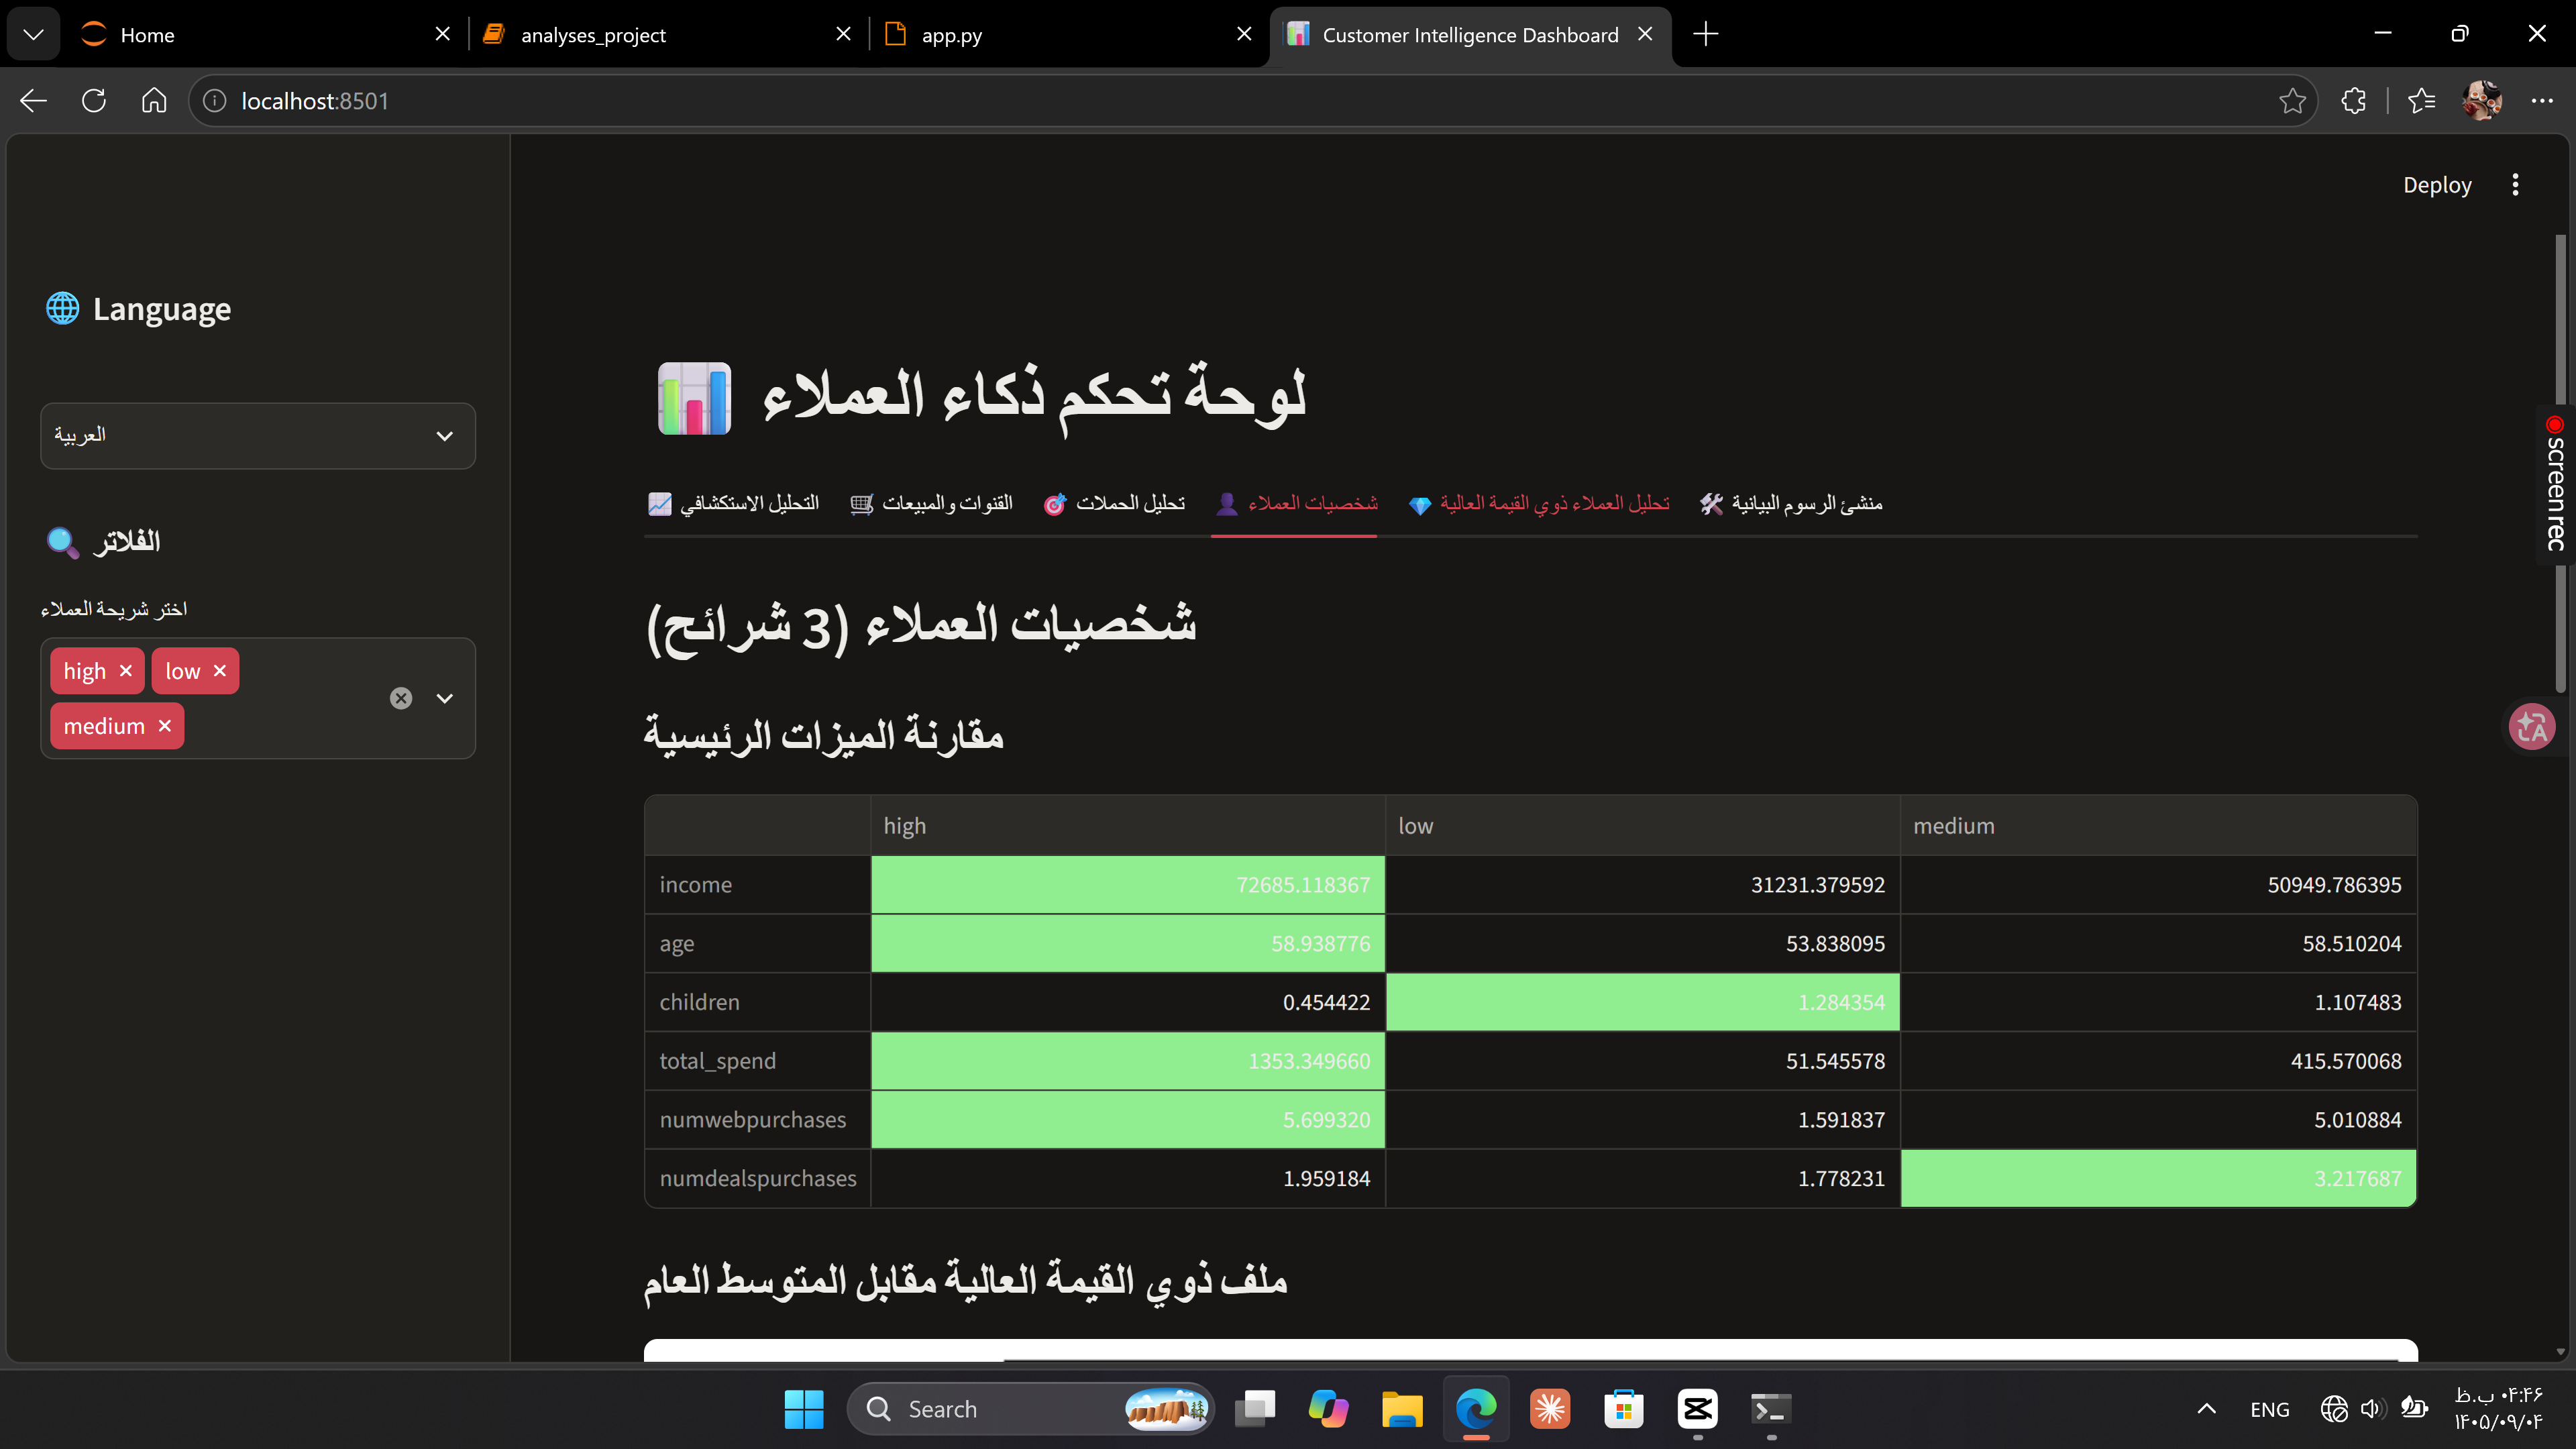 Home
analyses_project
app.py
Customer Intelligence Dashboard
localhost:8501
Deploy
🌐 Language
العربية
🔍 الفلاتر
اختر شريحة العملاء
high
low
medium
📊 لوحة تحكم ذكاء العملاء
📈 التحليل الاستكشافي
🛒 القنوات والمبيعات
🎯 تحليل الحملات
👤 شخصيات العملاء
💎 تحليل العملاء ذوي القيمة العالية
🛠️ منشئ الرسوم البيانية
شخصيات العملاء (3 شرائح)
مقارنة الميزات الرئيسية
high low medium
income 72685.118367 31231.379592 50949.786395
age 58.938776 53.838095 58.510204
children 0.454422 1.284354 1.107483
total_spend 1353.349660 51.545578 415.570068
numwebpurchases 5.699320 1.591837 5.010884
numdealspurchases 1.959184 1.778231 3.217687
ملف ذوي القيمة العالية مقابل المتوسط العام
screenrec
Search
ENG
۰۴:۴۶ ب.ظ
۱۴۰۵/۰۹/۰۴